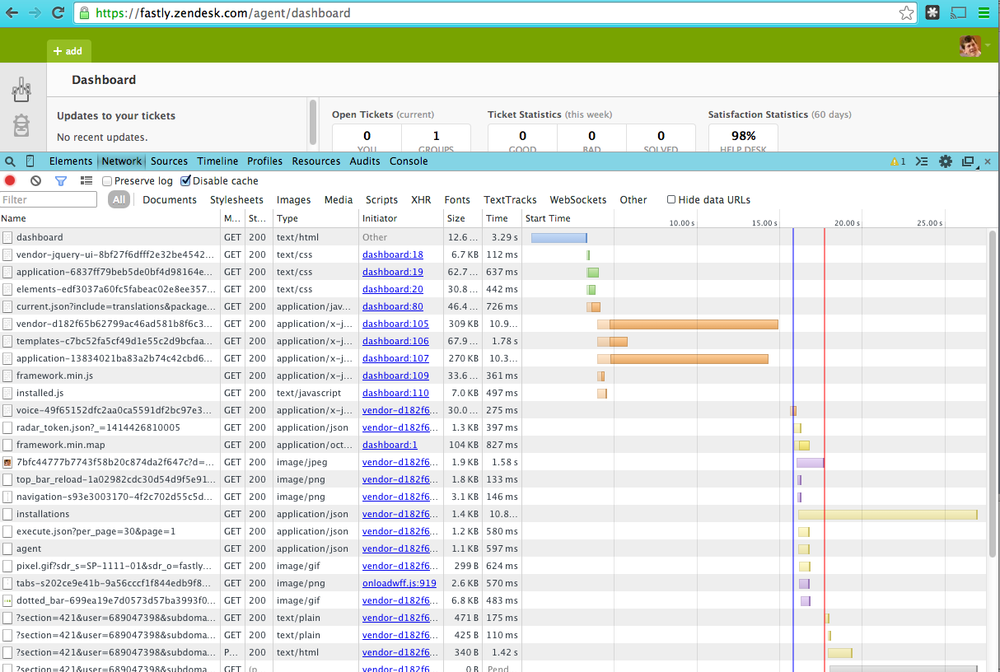 https://fastly.zendesk.com/agent/dashboard
+ add
Dashboard
Updates to your tickets
No recent updates.
Open Tickets (current)
0
YOU
1
GROUPS
Ticket Statistics (this week)
0
GOOD
0
BAD
0
SOLVED
Satisfaction Statistics (60 days)
98%
HELP DESK
Elements Network Sources Timeline Profiles Resources Audits Console 1
Preserve log Disable cache
Filter All Documents Stylesheets Images Media Scripts XHR Fonts TextTracks WebSockets Other Hide data URLs
Name M... St... Type Initiator Size Time Start Time 10.00 s 15.00 s 20.00 s 25.00 s
dashboard GET 200 text/html Other 12.6 ... 3.29 s
vendor-jquery-ui-8bf27f6dfff2e32be4542... GET 200 text/css dashboard:18 6.7 KB 112 ms
application-6837ff79beb5de0bf4d98164e... GET 200 text/css dashboard:19 62.7 ... 637 ms
elements-edf3037a60fc5fabeac02e8ee357... GET 200 text/css dashboard:20 30.8 ... 442 ms
current.json?include=translations&package... GET 200 application/jav... dashboard:80 46.4 ... 726 ms
vendor-d182f65b62799ac46ad581b8f6c3... GET 200 application/x-j... dashboard:105 309 KB 10.9...
templates-c7bc52fa5cf49d1e55c2d9bcfaa... GET 200 application/x-j... dashboard:106 67.9 ... 1.78 s
application-13834021ba83a2b74c42cbd6... GET 200 application/x-j... dashboard:107 270 KB 10.3...
framework.min.js GET 200 application/x-j... dashboard:109 33.6 ... 361 ms
installed.js GET 200 text/javascript dashboard:110 7.0 KB 497 ms
voice-49f65152dfc2aa0ca5591df2bc97e3... GET 200 application/x-j... vendor-d182f6... 30.0 ... 275 ms
radar_token.json?_=1414426810005 GET 200 application/json vendor-d182f6... 1.3 KB 397 ms
framework.min.map GET 200 application/oct... dashboard:1 104 KB 827 ms
7bfc44777b7743f58b20c874da2f647c?d=... GET 200 image/jpeg vendor-d182f6... 1.9 KB 1.58 s
top_bar_reload-1a02982cdc30d54d9f5e91... GET 200 image/png vendor-d182f6... 1.8 KB 133 ms
navigation-s93e3003170-4f2c702d55c5d... GET 200 image/png vendor-d182f6... 3.1 KB 146 ms
installations GET 200 application/json vendor-d182f6... 1.4 KB 10.8...
execute.json?per_page=30&page=1 GET 200 application/json vendor-d182f6... 1.2 KB 580 ms
agent GET 200 application/json vendor-d182f6... 1.1 KB 597 ms
pixel.gif?sdr_s=SP-1111-01&sdr_o=fastly... GET 200 image/gif vendor-d182f6... 299 B 624 ms
tabs-s202ce9e41b-9a56cccf1f844edb9f8... GET 200 image/png onloadwff.js:919 2.6 KB 570 ms
dotted_bar-699ea19e7d0573d57ba3993f0... GET 200 image/gif vendor-d182f6... 6.8 KB 483 ms
?section=421&user=689047398&subdoma... GET 200 text/plain vendor-d182f6... 471 B 175 ms
?section=421&user=689047398&subdoma... GET 200 text/plain vendor-d182f6... 425 B 110 ms
?section=421&user=689047398&subdoma... P... 200 text/html vendor-d182f6... 340 B 1.42 s
?section=421&user=689047398&subdoma... GET (p vendor-d182f6... 0 B Pend